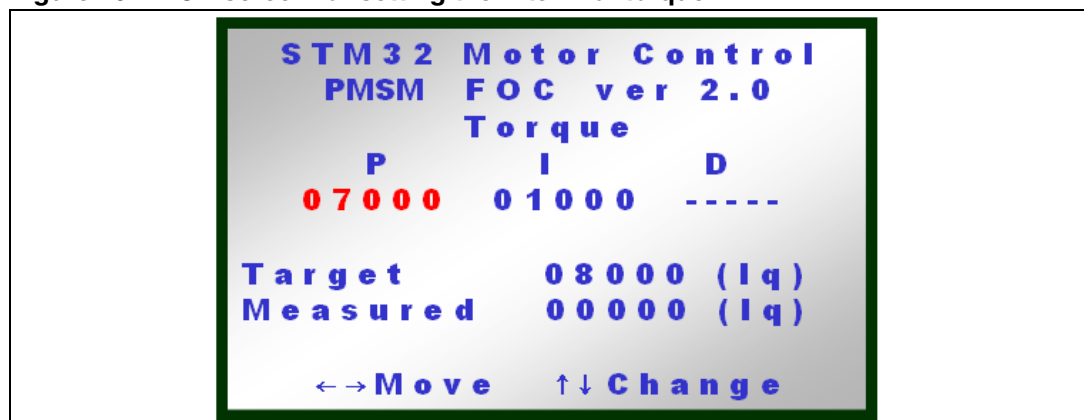 STM32 Motor Control
PMSM FOC ver 2.0
Torque
P I D
07000 01000 -----
Target 08000 (Iq)
Measured 00000 (Iq)
←→Move ↑↓Change